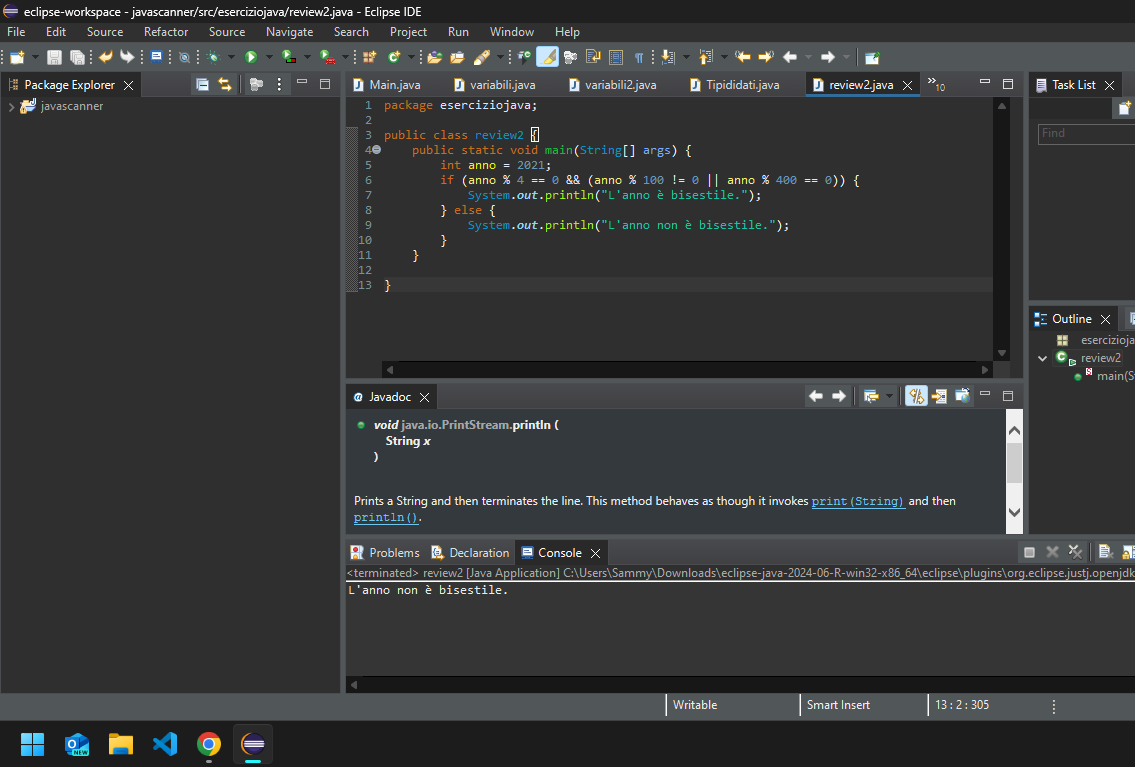 eclipse-workspace - javascanner/src/eserciziojava/review2.java - Eclipse IDE
File Edit Source Refactor Source Navigate Search Project Run Window Help
Package Explorer
javascanner
Main.java variabili.java variabili2.java Tipididati.java review2.java »10
1 package eserciziojava;
2
3 public class review2 {
4 public static void main(String[] args) {
5 int anno = 2021;
6 if (anno % 4 == 0 && (anno % 100 != 0 || anno % 400 == 0)) {
7 System.out.println("L'anno è bisestile.");
8 } else {
9 System.out.println("L'anno non è bisestile.");
10 }
11 }
12
13 }
Task List
Find
Outline
esercizioja
review2
main(S
Javadoc
void java.io.PrintStream.println (
String x
)
Prints a String and then terminates the line. This method behaves as though it invokes print(String) and then
println().
Problems Declaration Console
<terminated> review2 [Java Application] C:\Users\Sammy\Downloads\eclipse-java-2024-06-R-win32-x86_64\eclipse\plugins\org.eclipse.justj.openjdk
L'anno non è bisestile.
Writable Smart Insert 13 : 2 : 305
NEW